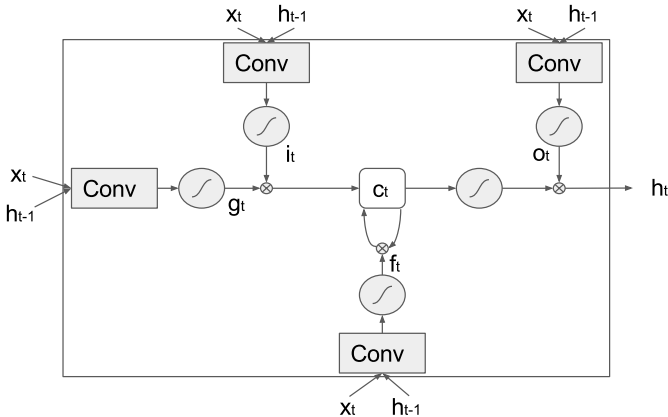 xt ht-1 xt ht-1
Conv Conv
it ot
xt
Conv ct ht
ht-1 gt
ft
Conv
xt ht-1